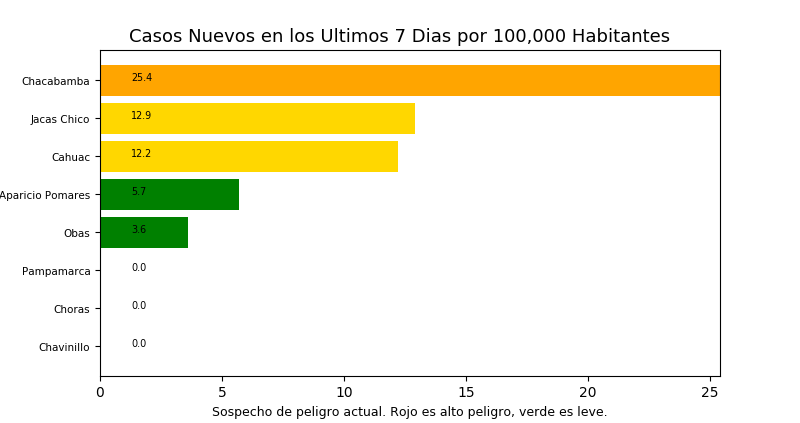 Casos Nuevos en los Ultimos 7 Dias por 100,000 Habitantes
Chacabamba 25.4
Jacas Chico 12.9
Cahuac 12.2
Aparicio Pomares 5.7
Obas 3.6
Pampamarca 0.0
Choras 0.0
Chavinillo 0.0
0 5 10 15 20 25
Sospecho de peligro actual. Rojo es alto peligro, verde es leve.